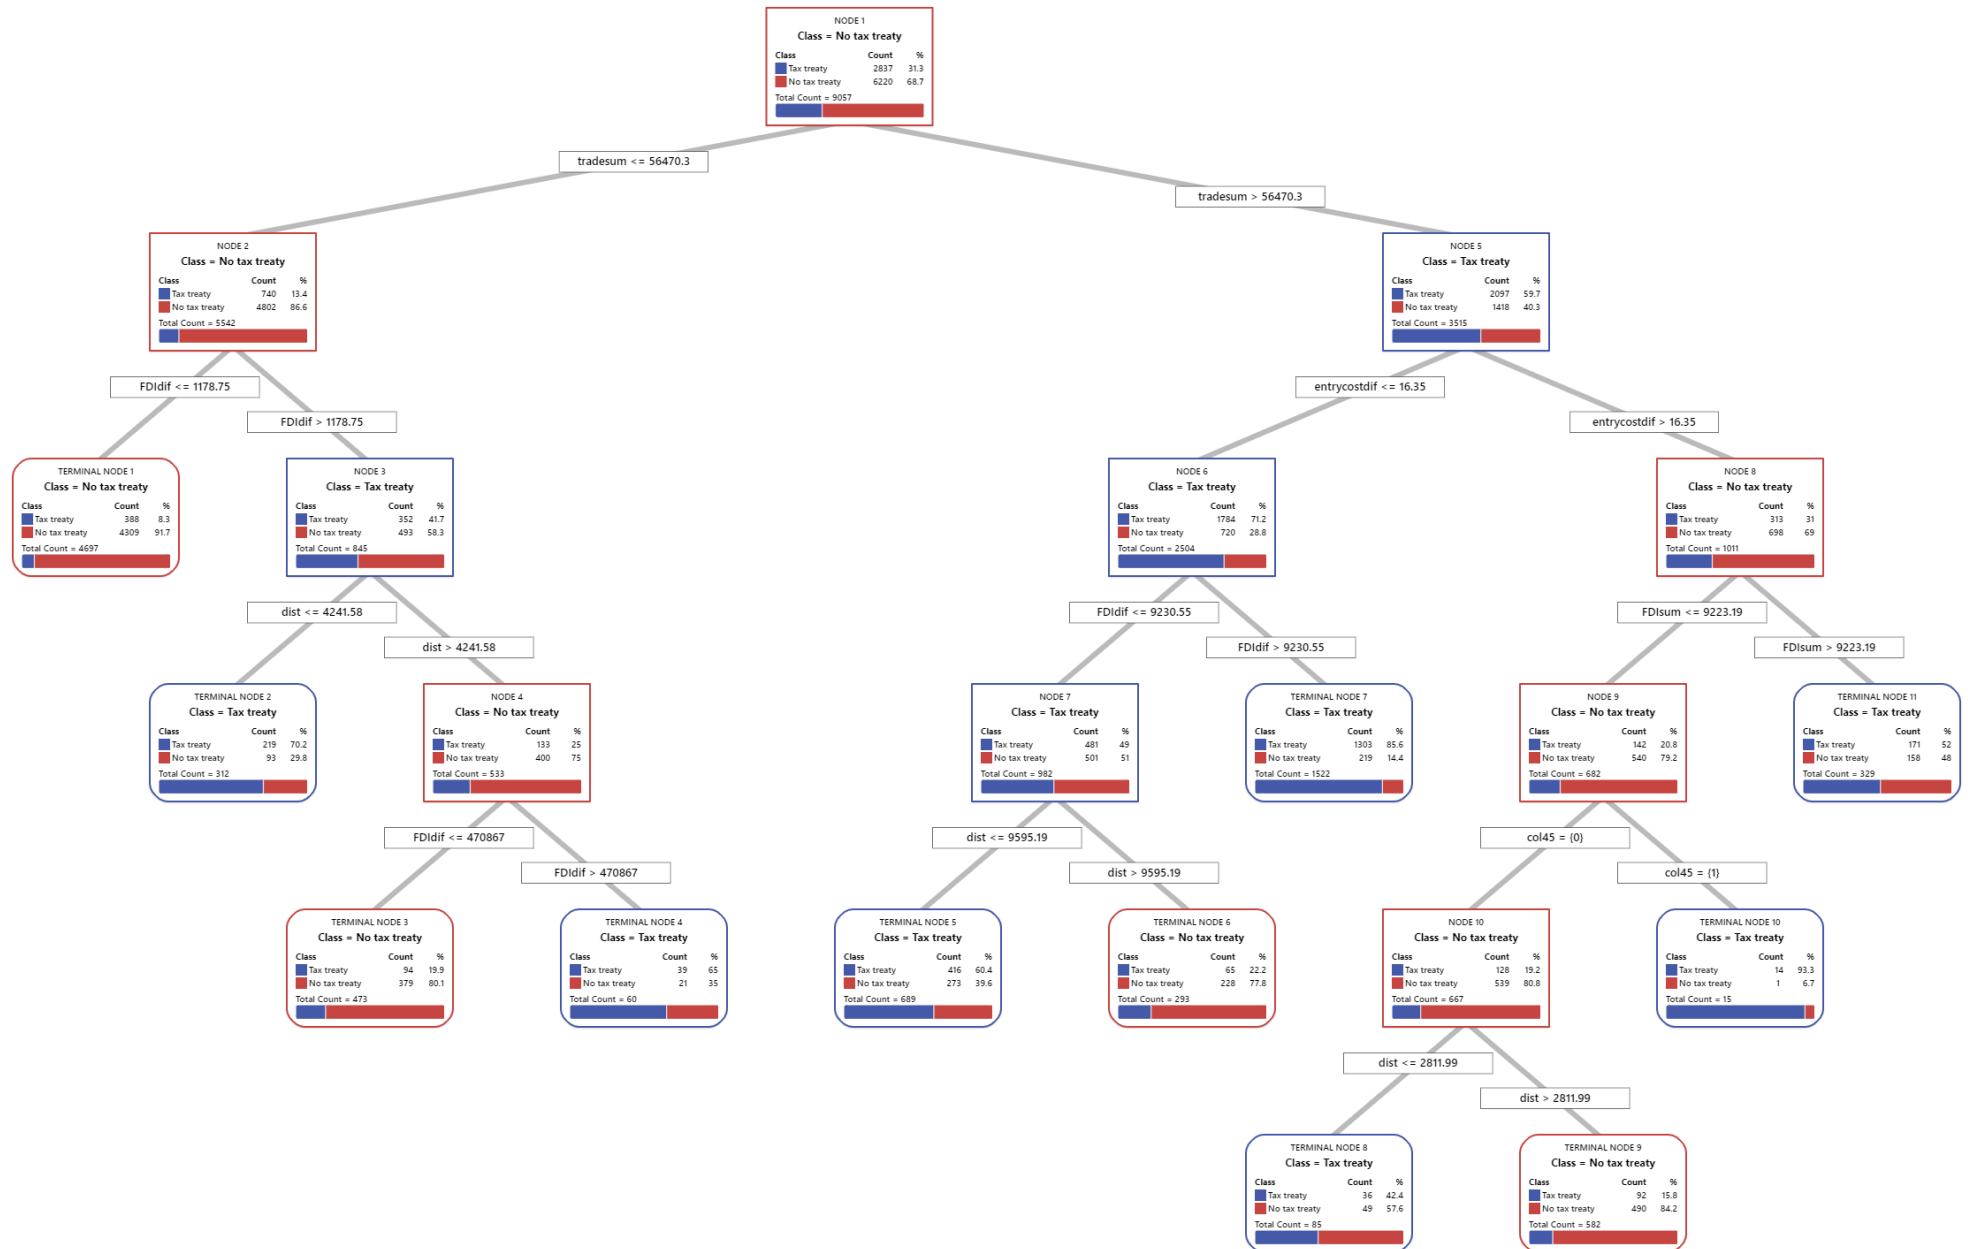 NODE 1
Class = No tax treaty
Class Count %
Tax treaty 2837 31.3
No tax treaty 6220 68.7
Total Count = 9057
tradesum <= 56470.3
tradesum > 56470.3
NODE 2
Class = No tax treaty
Class Count %
Tax treaty 740 13.4
No tax treaty 4802 86.6
Total Count = 5542
NODE 5
Class = Tax treaty
Class Count %
Tax treaty 2097 59.7
No tax treaty 1418 40.3
Total Count = 3515
FDIdif <= 1178.75
FDIdif > 1178.75
entrycostdif <= 16.35
entrycostdif > 16.35
TERMINAL NODE 1
Class = No tax treaty
Class Count %
Tax treaty 388 8.3
No tax treaty 4309 91.7
Total Count = 4697
NODE 3
Class = Tax treaty
Class Count %
Tax treaty 352 41.7
No tax treaty 493 58.3
Total Count = 845
NODE 6
Class = Tax treaty
Class Count %
Tax treaty 1784 71.2
No tax treaty 720 28.8
Total Count = 2504
NODE 8
Class = No tax treaty
Class Count %
Tax treaty 313 31
No tax treaty 698 69
Total Count = 1011
dist <= 4241.58
dist > 4241.58
FDIdif <= 9230.55
FDIdif > 9230.55
FDIsum <= 9223.19
FDIsum > 9223.19
TERMINAL NODE 2
Class = Tax treaty
Class Count %
Tax treaty 219 70.2
No tax treaty 93 29.8
Total Count = 312
NODE 4
Class = No tax treaty
Class Count %
Tax treaty 133 25
No tax treaty 400 75
Total Count = 533
NODE 7
Class = Tax treaty
Class Count %
Tax treaty 481 49
No tax treaty 501 51
Total Count = 982
TERMINAL NODE 7
Class = Tax treaty
Class Count %
Tax treaty 1303 85.6
No tax treaty 219 14.4
Total Count = 1522
NODE 9
Class = No tax treaty
Class Count %
Tax treaty 142 20.8
No tax treaty 540 79.2
Total Count = 682
TERMINAL NODE 11
Class = Tax treaty
Class Count %
Tax treaty 171 52
No tax treaty 158 48
Total Count = 329
FDIdif <= 470867
FDIdif > 470867
dist <= 9595.19
dist > 9595.19
col45 = {0}
col45 = {1}
TERMINAL NODE 3
Class = No tax treaty
Class Count %
Tax treaty 94 19.9
No tax treaty 379 80.1
Total Count = 473
TERMINAL NODE 4
Class = Tax treaty
Class Count %
Tax treaty 39 65
No tax treaty 21 35
Total Count = 60
TERMINAL NODE 5
Class = Tax treaty
Class Count %
Tax treaty 416 60.4
No tax treaty 273 39.6
Total Count = 689
TERMINAL NODE 6
Class = No tax treaty
Class Count %
Tax treaty 65 22.2
No tax treaty 228 77.8
Total Count = 293
NODE 10
Class = No tax treaty
Class Count %
Tax treaty 128 19.2
No tax treaty 539 80.8
Total Count = 667
TERMINAL NODE 10
Class = Tax treaty
Class Count %
Tax treaty 14 93.3
No tax treaty 1 6.7
Total Count = 15
dist <= 2811.99
dist > 2811.99
TERMINAL NODE 8
Class = Tax treaty
Class Count %
Tax treaty 36 42.4
No tax treaty 49 57.6
Total Count = 85
TERMINAL NODE 9
Class = No tax treaty
Class Count %
Tax treaty 92 15.8
No tax treaty 490 84.2
Total Count = 582